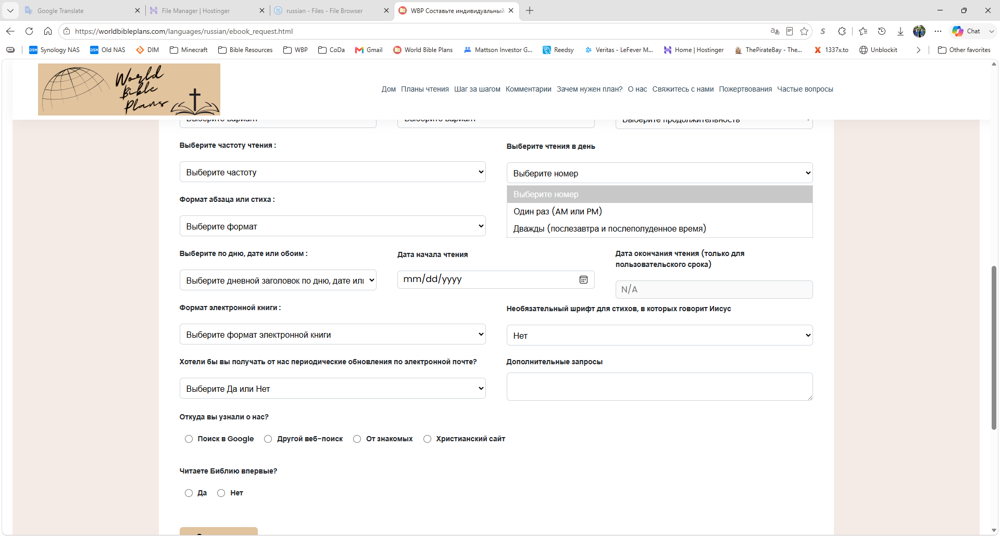 Google Translate
File Manager | Hostinger
russian - Files - File Browser
WBP Составьте индивидуальный
https://worldbibleplans.com/languages/russian/ebook_request.html
Chat
Synology NAS
Old NAS
DIM
Minecraft
Bible Resources
WBP
CoDa
Gmail
World Bible Plans
Mattson Investor G...
Reedsy
Veritas - LeFever M...
Home | Hostinger
ThePirateBay - The...
1337x.to
Unblockit
Other favorites
World
Bible
Plans
Дом Планы чтения Шаг за шагом Комментарии Зачем нужен план? О нас Свяжитесь с нами Пожертвования Частые вопросы
Выберите вариант
Выберите вариант
Выберите продолжительность
Выберите частоту чтения :
Выберите чтения в день
Выберите частоту
Выберите номер
Выберите номер
Один раз (AM или PM)
Дважды (послезавтра и послеполуденное время)
Формат абзаца или стиха :
Выберите формат
Выберите по дню, дате или обоим :
Дата начала чтения
Дата окончания чтения (только для
пользовательского срока)
Выберите дневной заголовок по дню, дате или
mm/dd/yyyy
N/A
Формат электронной книги :
Необязательный шрифт для стихов, в которых говорит Иисус
Выберите формат электронной книги
Нет
Хотели бы вы получать от нас периодические обновления по электронной почте?
Дополнительные запросы
Выберите Да или Нет
Откуда вы узнали о нас?
Поиск в Google
Другой веб-поиск
От знакомых
Христианский сайт
Читаете Библию впервые?
Да
Нет